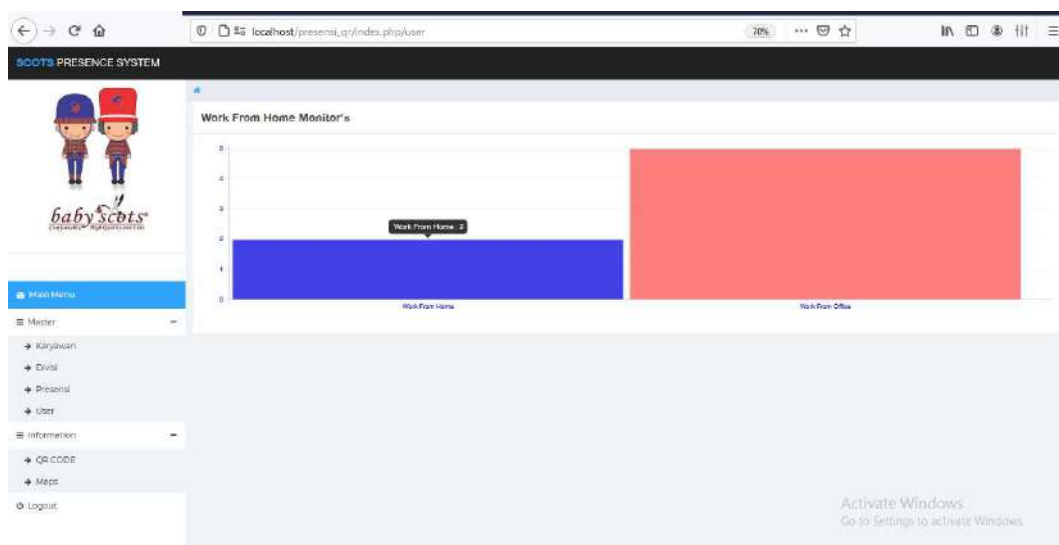 localhost/presensi_qr/index.php/user
70%
SCOTS PRESENCE SYSTEM
baby scots
Work From Home Monitor's
5
4
3
2
1
0
Work From Home : 2
Work From Home
Work From Office
Main Menu
Master
Karyawan
Divisi
Presensi
User
Information
QR CODE
Maps
Logout
Activate Windows
Go to Settings to activate Windows.